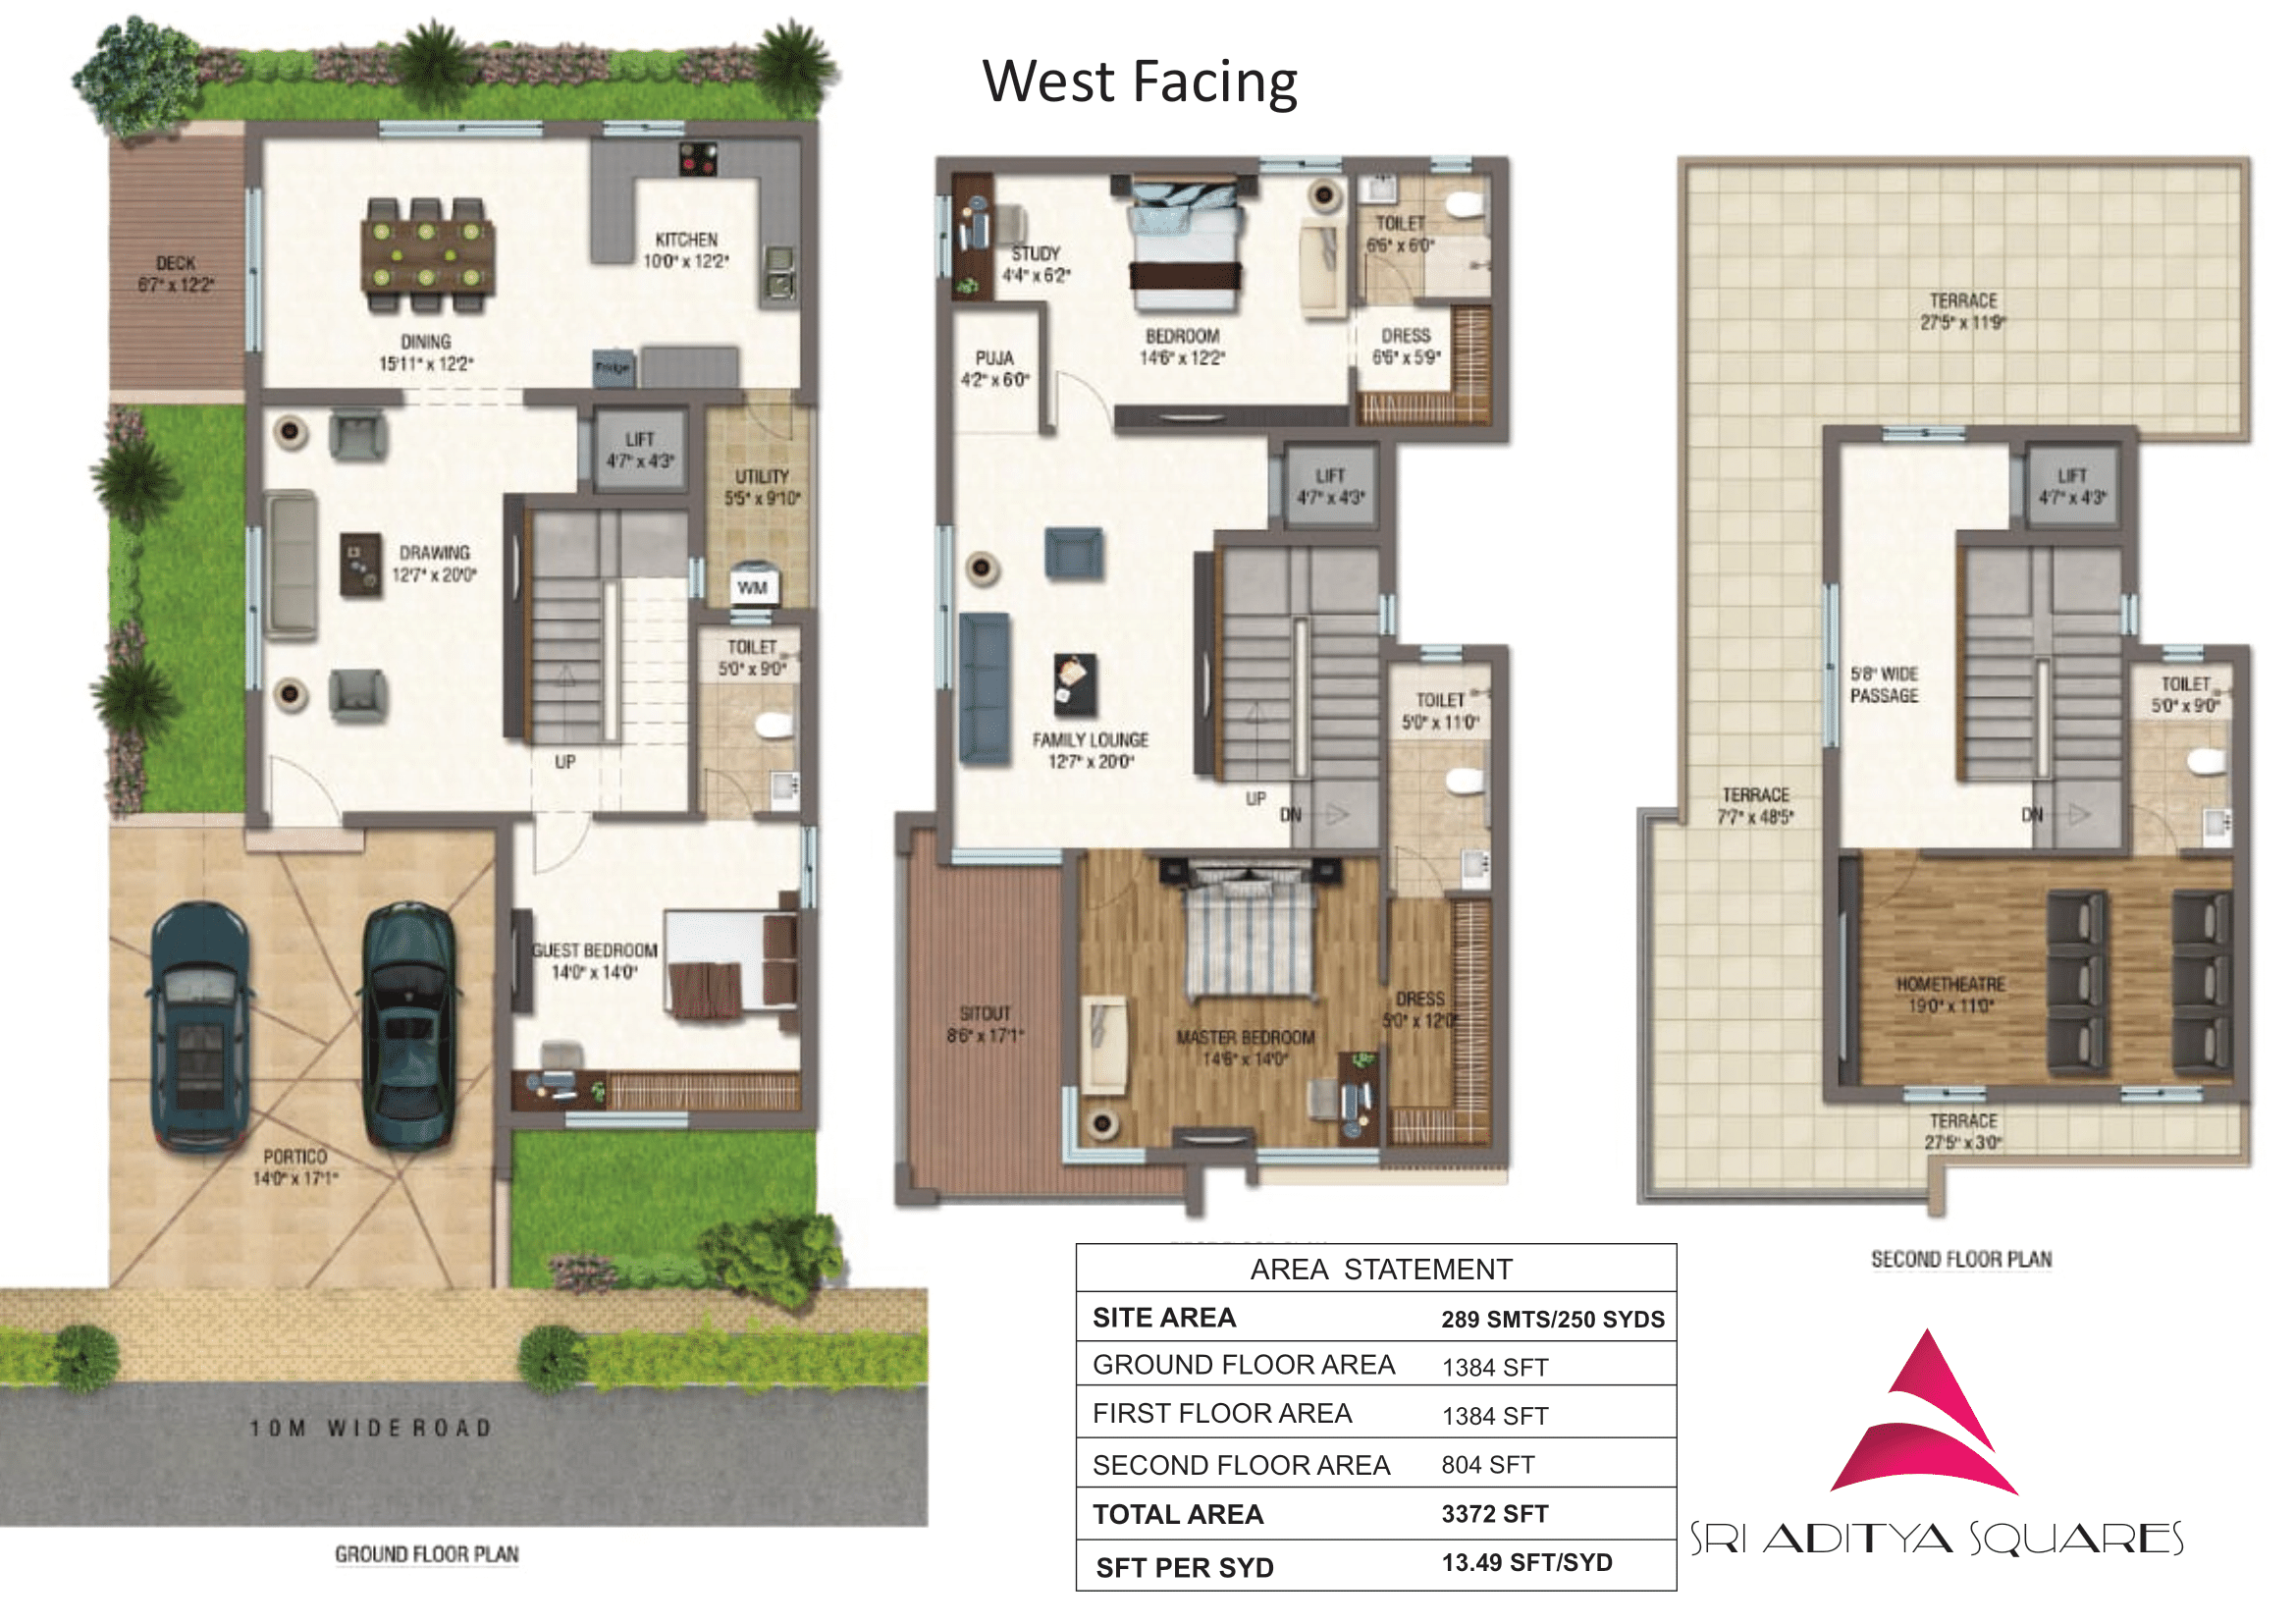 West Facing
DECK
6'7" x 12'2"
DINING
15'11" x 12'2"
KITCHEN
10'0" x 12'2"
Fridge
LIFT
4'7" x 4'3"
UTILITY
5'5" x 9'10"
WM
DRAWING
12'7" x 20'0"
TOILET
5'0" x 9'0"
UP
GUEST BEDROOM
14'0" x 14'0"
PORTICO
14'0" x 17'1"
10M WIDE ROAD
GROUND FLOOR PLAN
STUDY
4'4" x 6'2"
BEDROOM
14'6" x 12'2"
TOILET
6'6" x 6'0"
DRESS
6'6" x 5'9"
PUJA
4'2" x 6'0"
LIFT
4'7" x 4'3"
FAMILY LOUNGE
12'7" x 20'0"
TOILET
5'0" x 11'0"
UP
DN
SITOUT
8'6" x 17'1"
MASTER BEDROOM
14'6" x 14'0"
DRESS
5'0" x 12'0"
TERRACE
27'5" x 11'9"
LIFT
4'7" x 4'3"
5'8" WIDE
PASSAGE
TOILET
5'0" x 9'0"
TERRACE
7'7" x 48'5"
DN
HOMETHEATRE
19'0" x 11'0"
TERRACE
27'5" x 3'0"
SECOND FLOOR PLAN
AREA STATEMENT
SITE AREA 289 SMTS/250 SYDS
GROUND FLOOR AREA 1384 SFT
FIRST FLOOR AREA 1384 SFT
SECOND FLOOR AREA 804 SFT
TOTAL AREA 3372 SFT
SFT PER SYD 13.49 SFT/SYD
SRI ADITYA SQUARES